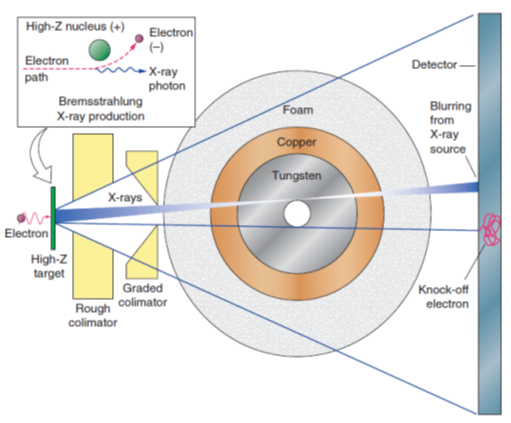 High-Z nucleus (+)
Electron
(–)
Electron
path
X-ray
photon
Bremsstrahlung
X-ray production
Detector
Blurring
from
X-ray
source
Foam
Copper
Tungsten
X-rays
Electron
High-Z
target
Rough
colimator
Graded
colimator
Knock-off
electron